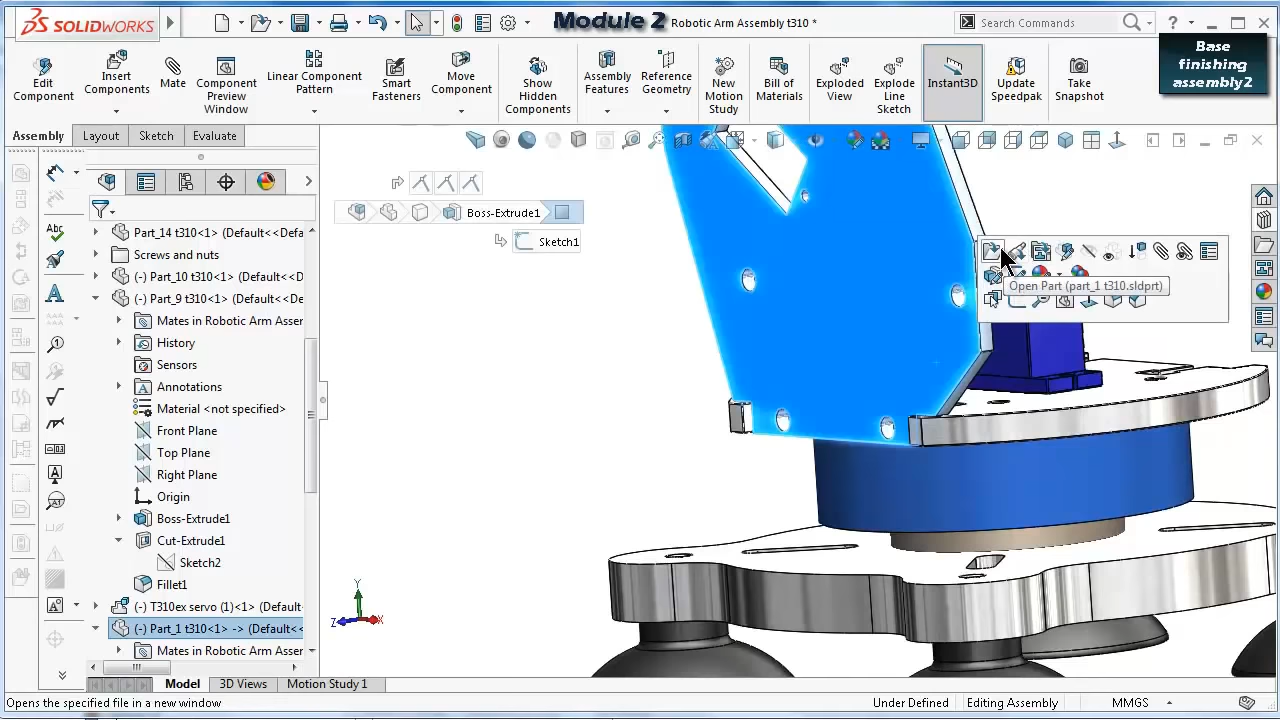 SOLIDWORKS
Module 2
Robotic Arm Assembly t310 *
Search Commands
Base
finishing
assembly2
Edit
Component
Insert
Components
Mate
Component
Preview
Window
Linear Component
Pattern
Smart
Fasteners
Move
Component
Show
Hidden
Components
Assembly
Features
Reference
Geometry
New
Motion
Study
Bill of
Materials
Exploded
View
Explode
Line
Sketch
Instant3D
Update
Speedpak
Take
Snapshot
Assembly
Layout
Sketch
Evaluate
Boss-Extrude1
Sketch1
Open Part (part_1 t310.sldprt)
Part_14 t310<1> (Default<<Defa
Screws and nuts
(-) Part_10 t310<1> (Default<<D
(-) Part_9 t310<1> (Default<<De
Mates in Robotic Arm Assem
History
Sensors
Annotations
Material <not specified>
Front Plane
Top Plane
Right Plane
Origin
Boss-Extrude1
Cut-Extrude1
Sketch2
Fillet1
(-) T310ex servo (1)<1> (Default
(-) Part_1 t310<1> -> (Default<<
Mates in Robotic Arm Assem
Y
Z
X
Model
3D Views
Motion Study 1
Opens the specified file in a new window
Under Defined
Editing Assembly
MMGS